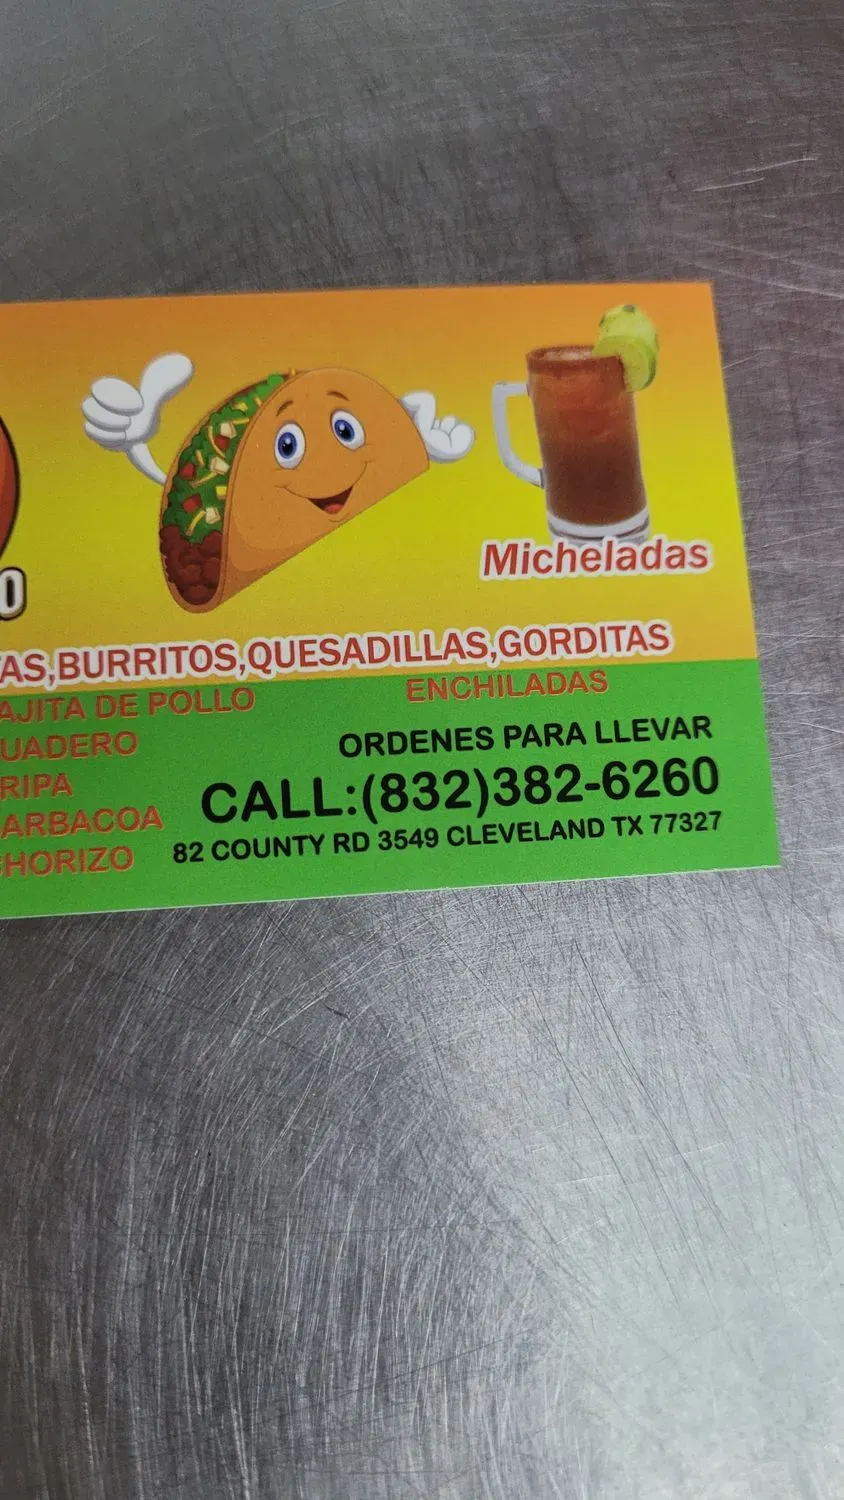 O
Micheladas
TAS,BURRITOS,QUESADILLAS,GORDITAS
AJITA DE POLLO
ENCHILADAS
UADERO
ORDENES PARA LLEVAR
RIPA
CALL:(832)382-6260
ARBACOA
82 COUNTY RD 3549 CLEVELAND TX 77327
HORIZO